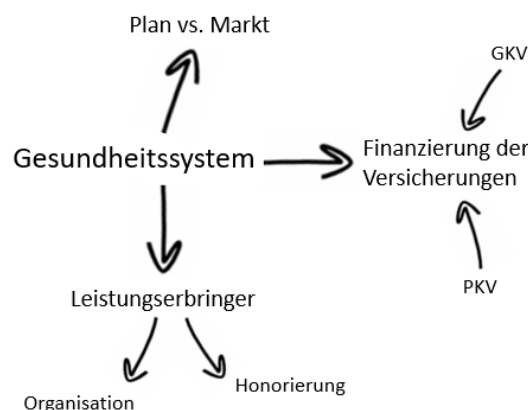 Plan vs. Markt
GKV
Gesundheitssystem
Finanzierung der
Versicherungen
Leistungserbringer
PKV
Honorierung
Organisation